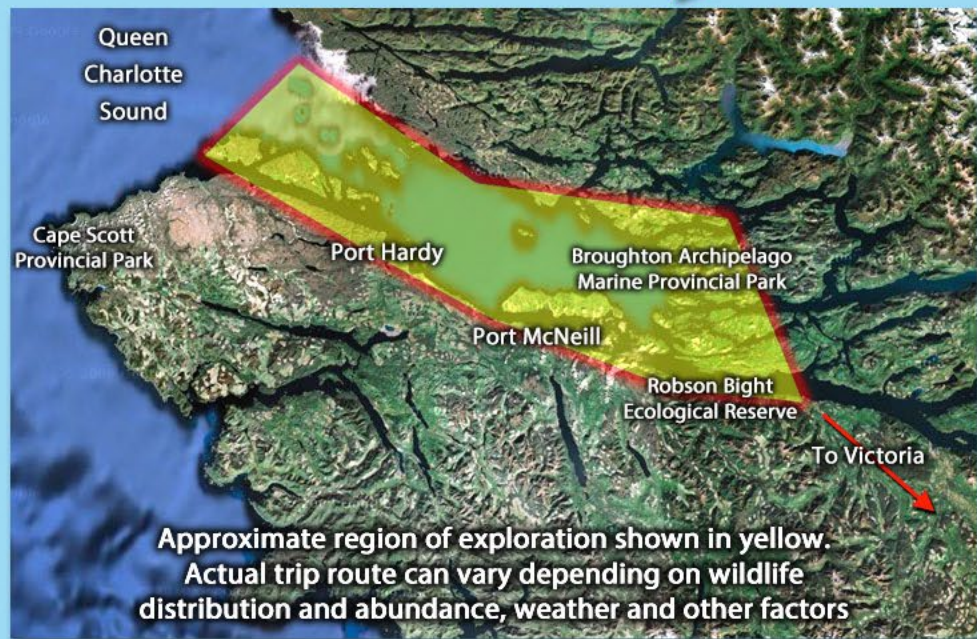 Queen
Charlotte
Sound
Cape Scott
Provincial Park
Port Hardy
Broughton Archipelago
Marine Provincial Park
Port McNeill
Robson Bight
Ecological Reserve
To Victoria
Approximate region of exploration shown in yellow.
Actual trip route can vary depending on wildlife
distribution and abundance, weather and other factors